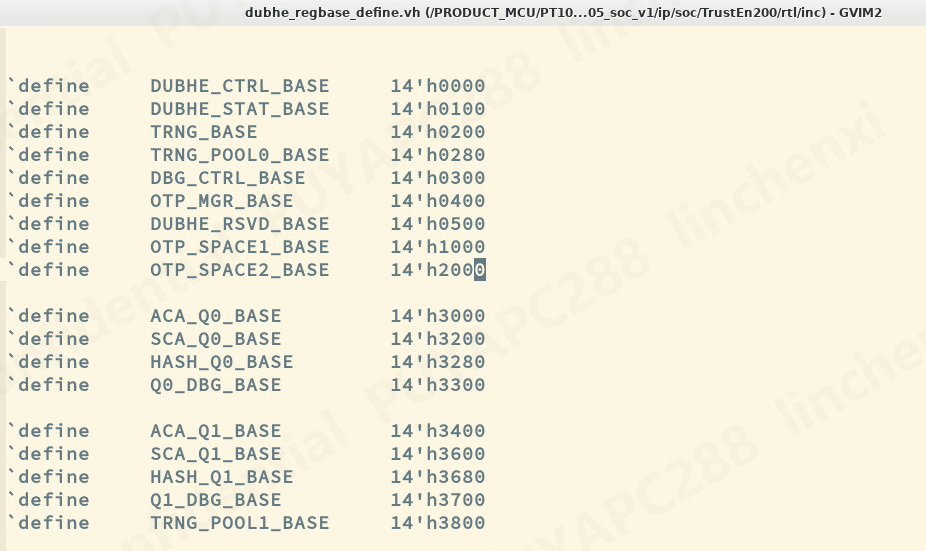 dubhe_regbase_define.vh (/PRODUCT_MCU/PT10...05_soc_v1/ip/soc/TrustEn200/rtl/inc) - GVIM2
`define DUBHE_CTRL_BASE 14'h0000
`define DUBHE_STAT_BASE 14'h0100
`define TRNG_BASE 14'h0200
`define TRNG_POOL0_BASE 14'h0280
`define DBG_CTRL_BASE 14'h0300
`define OTP_MGR_BASE 14'h0400
`define DUBHE_RSVD_BASE 14'h0500
`define OTP_SPACE1_BASE 14'h1000
`define OTP_SPACE2_BASE 14'h2000
`define ACA_Q0_BASE 14'h3000
`define SCA_Q0_BASE 14'h3200
`define HASH_Q0_BASE 14'h3280
`define Q0_DBG_BASE 14'h3300
`define ACA_Q1_BASE 14'h3400
`define SCA_Q1_BASE 14'h3600
`define HASH_Q1_BASE 14'h3680
`define Q1_DBG_BASE 14'h3700
`define TRNG_POOL1_BASE 14'h3800